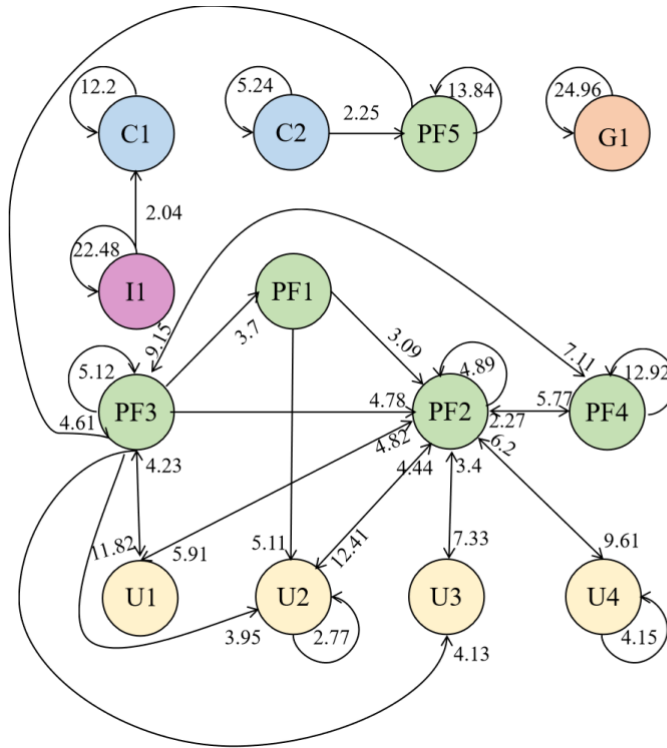 12.2
5.24
2.25
13.84
24.96
C1
C2
PF5
G1
2.04
22.48
I1
PF1
9.15
3.7
3.09
7.11
5.12
4.89
12.92
PF3
4.78
PF2
5.77
PF4
4.61
2.27
4.23
4.82
4.44
3.4
6.2
11.82
5.91
5.11
12.41
7.33
9.61
U1
U2
U3
U4
3.95
2.77
4.13
4.15